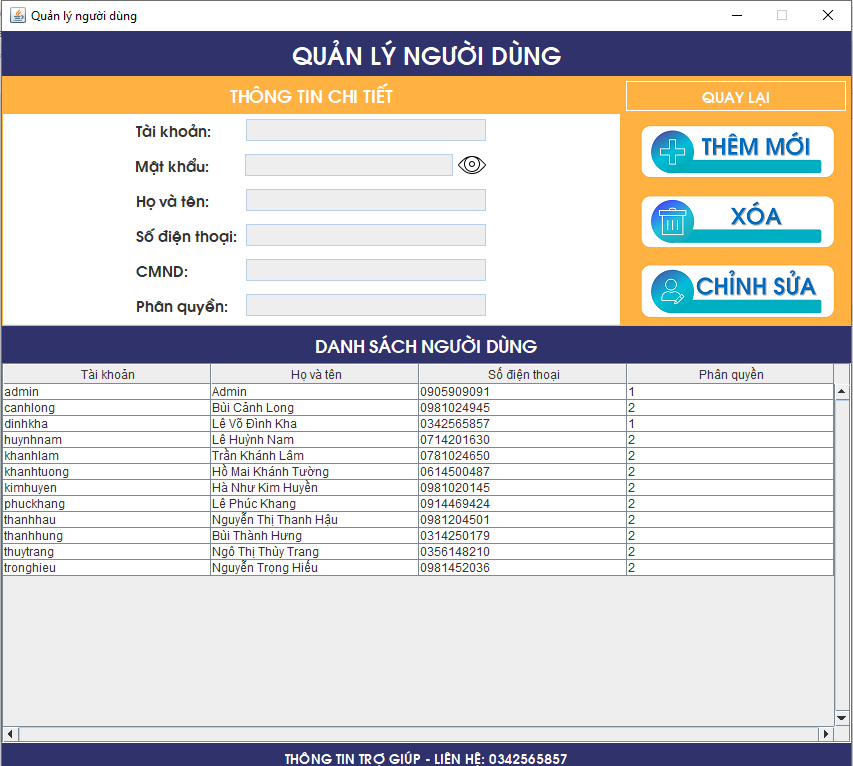 Quản lý người dùng
QUẢN LÝ NGƯỜI DÙNG
THÔNG TIN CHI TIẾT
QUAY LẠI
Tài khoản:
Mật khẩu:
Họ và tên:
Số điện thoại:
CMND:
Phân quyền:
THÊM MỚI
XÓA
CHỈNH SỬA
DANH SÁCH NGƯỜI DÙNG
Tài khoản Họ và tên Số điện thoại Phân quyền
admin Admin 0905909091 1
canhlong Bùi Cảnh Long 0981024945 2
dinhkha Lê Võ Đình Kha 0342565857 1
huynhnam Lê Huỳnh Nam 0714201630 2
khanhlam Trần Khánh Lâm 0781024650 2
khanhtuong Hồ Mai Khánh Tường 0614500487 2
kimhuyen Hà Như Kim Huyền 0981020145 2
phuckhang Lê Phúc Khang 0914469424 2
thanhhau Nguyễn Thị Thanh Hậu 0981204501 2
thanhhung Bùi Thành Hưng 0314250179 2
thuytrang Ngô Thị Thùy Trang 0356148210 2
tronghieu Nguyễn Trọng Hiếu 0981452036 2
THÔNG TIN TRỢ GIÚP - LIÊN HỆ: 0342565857